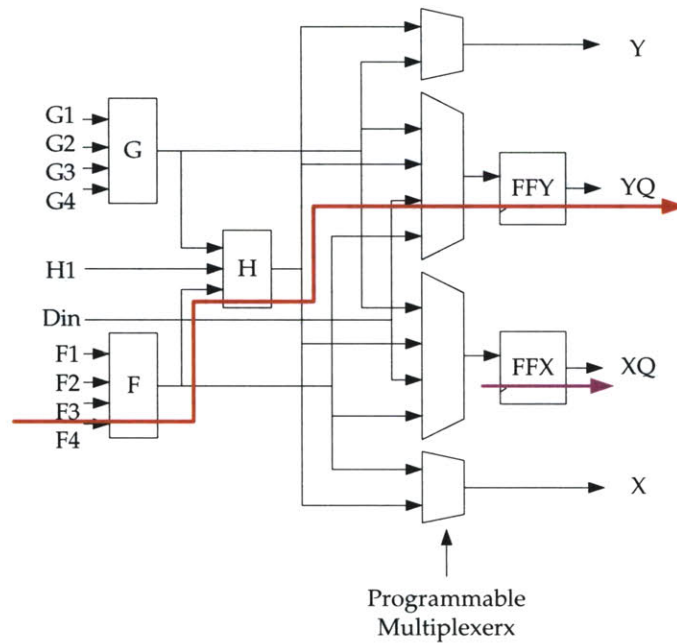 Y
G1
G2
G3
G4
G
FFY
YQ
H1
H
Din
F1
F2
F3
F4
F
FFX
XQ
X
Programmable
Multiplexerx